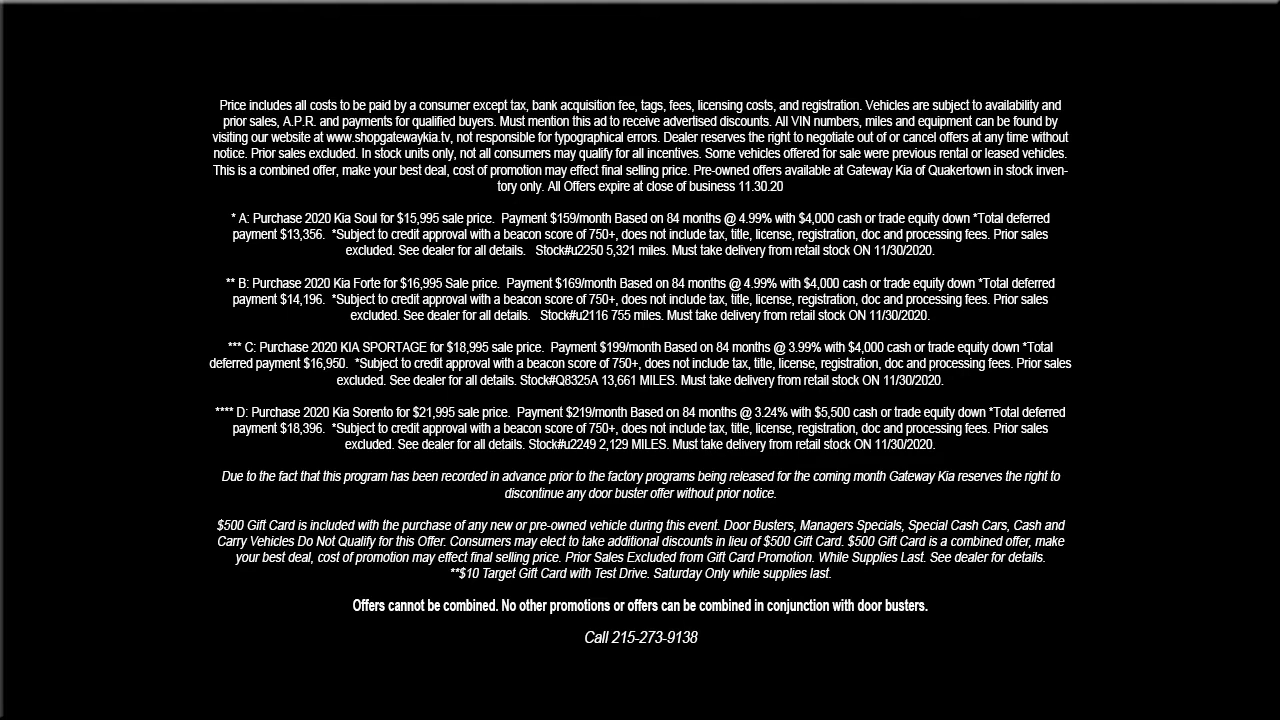 Price includes all costs to be paid by a consumer except tax, bank acquisition fee, tags, fees, licensing costs, and registration. Vehicles are subject to availability and
prior sales, A.P.R. and payments for qualified buyers. Must mention this ad to receive advertised discounts. All VIN numbers, miles and equipment can be found by
visiting our website at www.shopgatewaykia.tv, not responsible for typographical errors. Dealer reserves the right to negotiate out of or cancel offers at any time without
notice. Prior sales excluded. In stock units only, not all consumers may qualify for all incentives. Some vehicles offered for sale were previous rental or leased vehicles.
This is a combined offer, make your best deal, cost of promotion may effect final selling price. Pre-owned offers available at Gateway Kia of Quakertown in stock inven-
tory only. All Offers expire at close of business 11.30.20
* A: Purchase 2020 Kia Soul for $15,995 sale price.  Payment $159/month Based on 84 months @ 4.99% with $4,000 cash or trade equity down *Total deferred
payment $13,356.  *Subject to credit approval with a beacon score of 750+, does not include tax, title, license, registration, doc and processing fees. Prior sales
excluded. See dealer for all details.   Stock#u2250 5,321 miles. Must take delivery from retail stock ON 11/30/2020.
** B: Purchase 2020 Kia Forte for $16,995 Sale price.  Payment $169/month Based on 84 months @ 4.99% with $4,000 cash or trade equity down *Total deferred
payment $14,196.  *Subject to credit approval with a beacon score of 750+, does not include tax, title, license, registration, doc and processing fees. Prior sales
excluded. See dealer for all details.   Stock#u2116 755 miles. Must take delivery from retail stock ON 11/30/2020.
*** C: Purchase 2020 KIA SPORTAGE for $18,995 sale price.  Payment $199/month Based on 84 months @ 3.99% with $4,000 cash or trade equity down *Total
deferred payment $16,950.  *Subject to credit approval with a beacon score of 750+, does not include tax, title, license, registration, doc and processing fees. Prior sales
excluded. See dealer for all details. Stock#Q8325A 13,661 MILES. Must take delivery from retail stock ON 11/30/2020.
**** D: Purchase 2020 Kia Sorento for $21,995 sale price.  Payment $219/month Based on 84 months @ 3.24% with $5,500 cash or trade equity down *Total deferred
payment $18,396.  *Subject to credit approval with a beacon score of 750+, does not include tax, title, license, registration, doc and processing fees. Prior sales
excluded. See dealer for all details. Stock#u2249 2,129 MILES. Must take delivery from retail stock ON 11/30/2020.
Due to the fact that this program has been recorded in advance prior to the factory programs being released for the coming month Gateway Kia reserves the right to
discontinue any door buster offer without prior notice.
$500 Gift Card is included with the purchase of any new or pre-owned vehicle during this event. Door Busters, Managers Specials, Special Cash Cars, Cash and
Carry Vehicles Do Not Qualify for this Offer. Consumers may elect to take additional discounts in lieu of $500 Gift Card. $500 Gift Card is a combined offer, make
your best deal, cost of promotion may effect final selling price. Prior Sales Excluded from Gift Card Promotion. While Supplies Last. See dealer for details.
**$10 Target Gift Card with Test Drive. Saturday Only while supplies last.
Offers cannot be combined. No other promotions or offers can be combined in conjunction with door busters.
Call 215-273-9138